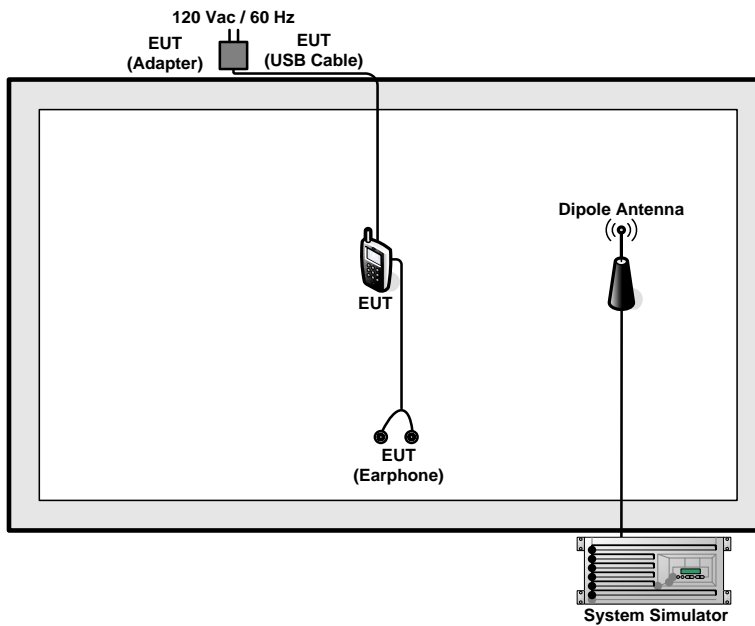 120 Vac / 60 Hz
EUT
(Adapter)
EUT
(USB Cable)
Dipole Antenna
EUT
EUT
(Earphone)
System Simulator